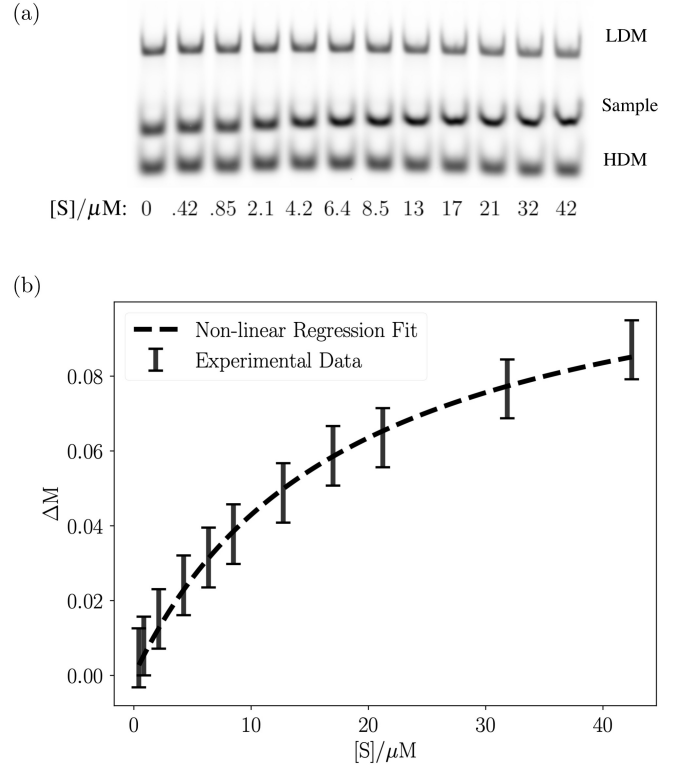 (a)
LDM
Sample
HDM
[S]/μM: 0 .42 .85 2.1 4.2 6.4 8.5 13 17 21 32 42
(b)
Non-linear Regression Fit
Experimental Data
0.08
0.06
ΔM
0.04
0.02
0.00
0 10 20 30 40
[S]/μM